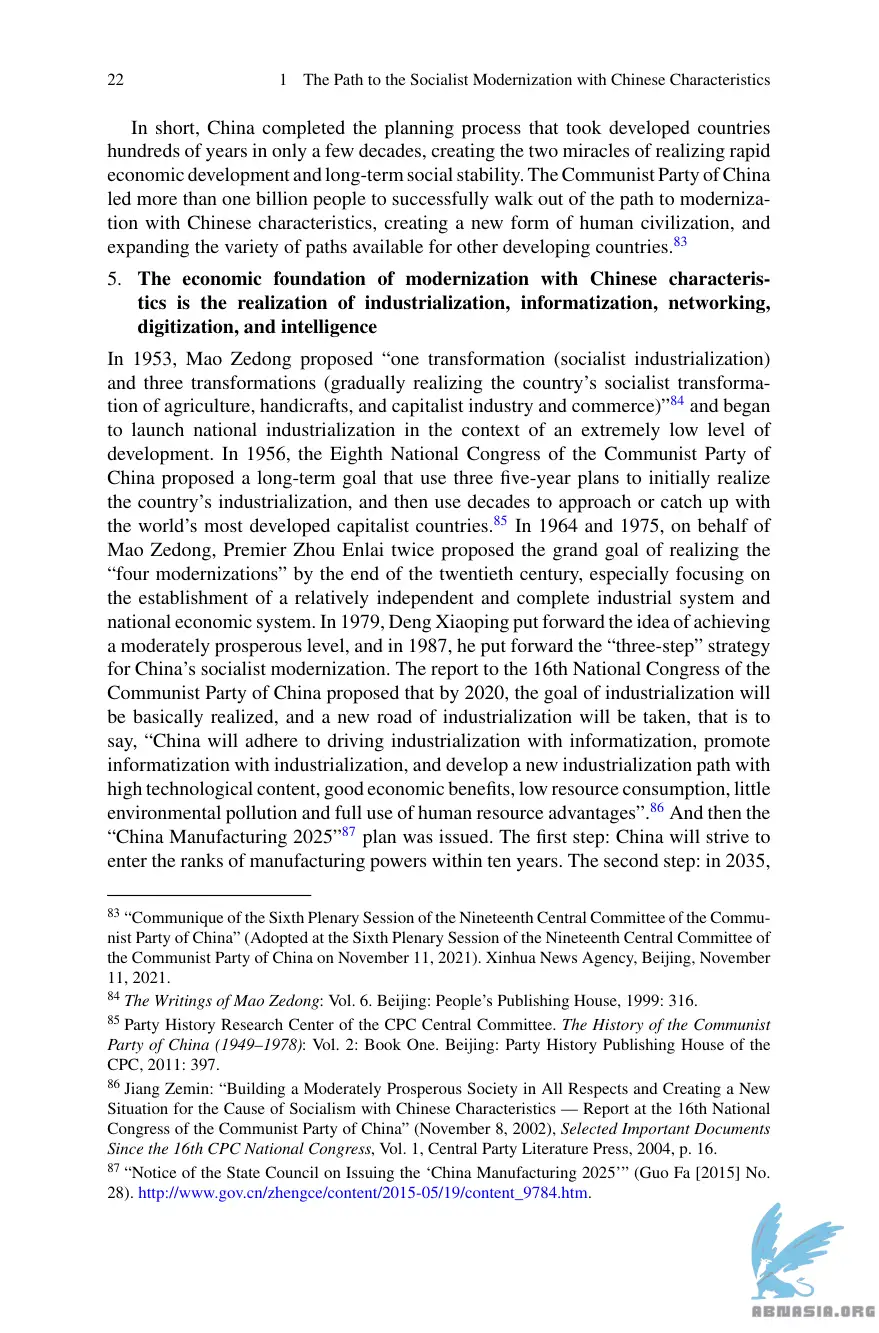 22 1 The Path to the Socialist Modernization with Chinese Characteristics
In short, China completed the planning process that took developed countries
hundreds of years in only a few decades, creating the two miracles of realizing rapid
economic development and long-term social stability. The Communist Party of China
led more than one billion people to successfully walk out of the path to moderniza-
tion with Chinese characteristics, creating a new form of human civilization, and
expanding the variety of paths available for other developing countries.83
5. The economic foundation of modernization with Chinese characteris-
tics is the realization of industrialization, informatization, networking,
digitization, and intelligence
In 1953, Mao Zedong proposed “one transformation (socialist industrialization)
and three transformations (gradually realizing the country’s socialist transforma-
tion of agriculture, handicrafts, and capitalist industry and commerce)”84 and began
to launch national industrialization in the context of an extremely low level of
development. In 1956, the Eighth National Congress of the Communist Party of
China proposed a long-term goal that use three five-year plans to initially realize
the country’s industrialization, and then use decades to approach or catch up with
the world’s most developed capitalist countries.85 In 1964 and 1975, on behalf of
Mao Zedong, Premier Zhou Enlai twice proposed the grand goal of realizing the
“four modernizations” by the end of the twentieth century, especially focusing on
the establishment of a relatively independent and complete industrial system and
national economic system. In 1979, Deng Xiaoping put forward the idea of achieving
a moderately prosperous level, and in 1987, he put forward the “three-step” strategy
for China’s socialist modernization. The report to the 16th National Congress of the
Communist Party of China proposed that by 2020, the goal of industrialization will
be basically realized, and a new road of industrialization will be taken, that is to
say, “China will adhere to driving industrialization with informatization, promote
informatization with industrialization, and develop a new industrialization path with
high technological content, good economic benefits, low resource consumption, little
environmental pollution and full use of human resource advantages”.86 And then the
“China Manufacturing 2025”87 plan was issued. The first step: China will strive to
enter the ranks of manufacturing powers within ten years. The second step: in 2035,
83 “Communique of the Sixth Plenary Session of the Nineteenth Central Committee of the Commu-
nist Party of China” (Adopted at the Sixth Plenary Session of the Nineteenth Central Committee of
the Communist Party of China on November 11, 2021). Xinhua News Agency, Beijing, November
11, 2021.
84 The Writings of Mao Zedong: Vol. 6. Beijing: People’s Publishing House, 1999: 316.
85 Party History Research Center of the CPC Central Committee. The History of the Communist
Party of China (1949–1978): Vol. 2: Book One. Beijing: Party History Publishing House of the
CPC, 2011: 397.
86 Jiang Zemin: “Building a Moderately Prosperous Society in All Respects and Creating a New
Situation for the Cause of Socialism with Chinese Characteristics — Report at the 16th National
Congress of the Communist Party of China” (November 8, 2002), Selected Important Documents
Since the 16th CPC National Congress, Vol. 1, Central Party Literature Press, 2004, p. 16.
87 “Notice of the State Council on Issuing the ‘China Manufacturing 2025’” (Guo Fa [2015] No.
28). http://www.gov.cn/zhengce/content/2015-05/19/content_9784.htm.
ABNASIA.ORG